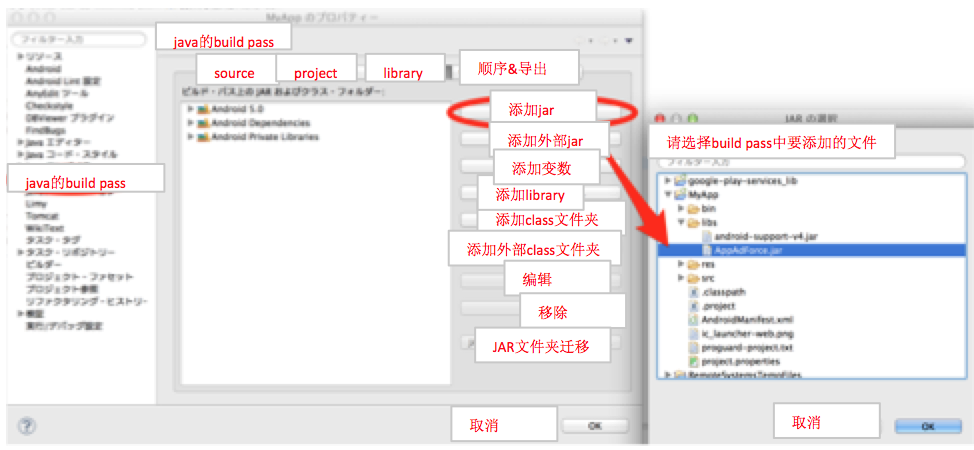 MyApp のプロパティー
フィルター入力
java的build pass
source
project
library
顺序&导出
ビルド・パス上の JAR およびクラス・フォルダー:
Android 5.0
Android Dependencies
Android Private Libraries
リソース
Android
Android Lint 設定
AnyEdit ツール
Checkstyle
DBViewer プラグイン
FindBugs
Java エディター
Java コード・スタイル
java的build pass
Limy
Tomcat
WikiText
タスク・タグ
タスク・リポジトリー
ビルダー
プロジェクト・ファセット
プロジェクト参照
リファクタリング・ヒストリー
検証
実行/デバッグ設定
添加jar
添加外部jar
添加变数
添加library
添加class文件夹
添加外部class文件夹
编辑
移除
JAR文件夹迁移
取消
OK
JAR の選択
请选择build pass中要添加的文件
フィルター入力
google-play-services_lib
MyApp
bin
libs
android-support-v4.jar
AppAdForce.jar
res
src
.classpath
.project
AndroidManifest.xml
ic_launcher-web.png
proguard-project.txt
project.properties
RemoteSystemsTempFiles
取消
OK